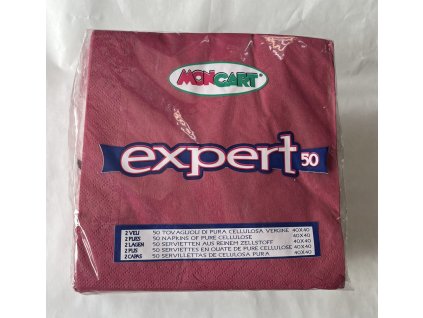 MONCART®
expert 50
2 VELI 50 TOVAGLIOLI DI PURA CELLULOSA VERGINE 40X40
2 PLIES 50 NAPKINS OF PURE CELLULOSE 40X40
2 LAGEN 50 SERVIETTEN AUS REINEM ZELLSTOFF 40X40
2 PLIS 50 SERVIETTES EN OUATE DE PURE CELLULOSE 40X40
2 CAPAS 50 SERVILLETTAS DE CELULOSA PURA 40X40